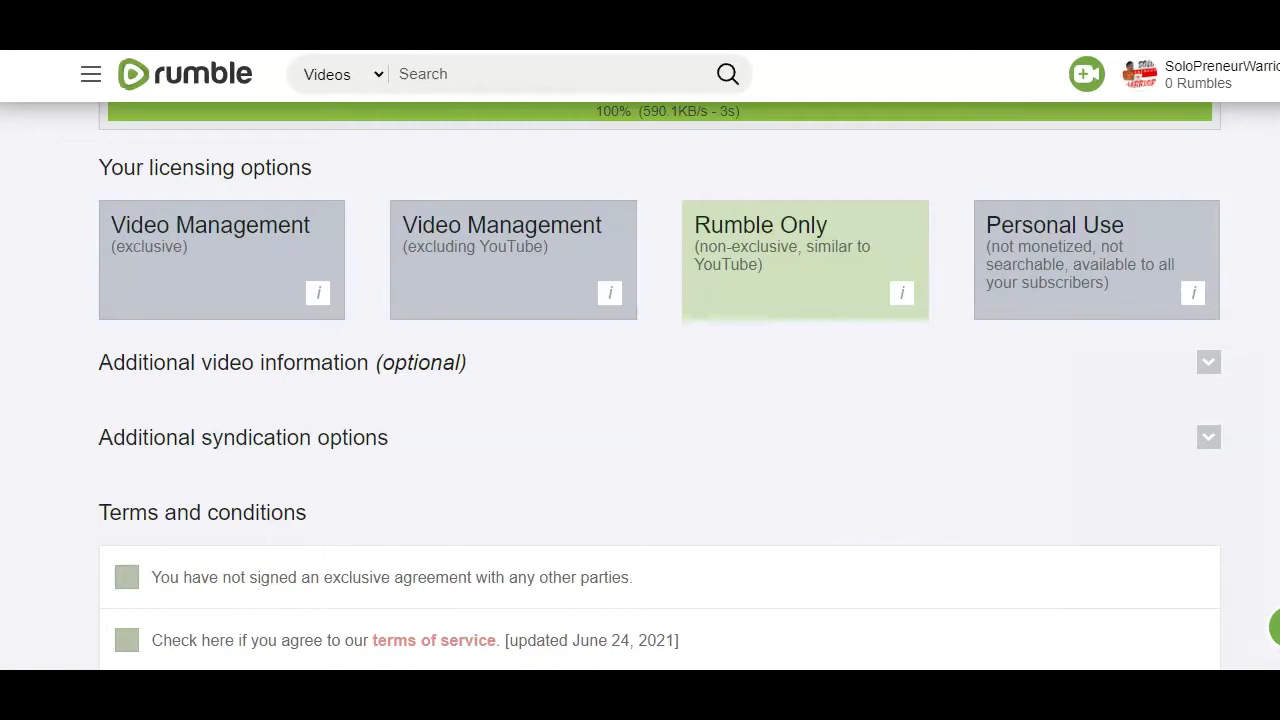 rumble
Videos
Search
SoloPreneurWarric
0 Rumbles
100% (590.1KB/s - 3s)
Your licensing options
Video Management
(exclusive)
i
Video Management
(excluding YouTube)
i
Rumble Only
(non-exclusive, similar to
YouTube)
i
Personal Use
(not monetized, not
searchable, available to all
your subscribers)
i
Additional video information (optional)
Additional syndication options
Terms and conditions
You have not signed an exclusive agreement with any other parties.
Check here if you agree to our terms of service. [updated June 24, 2021]